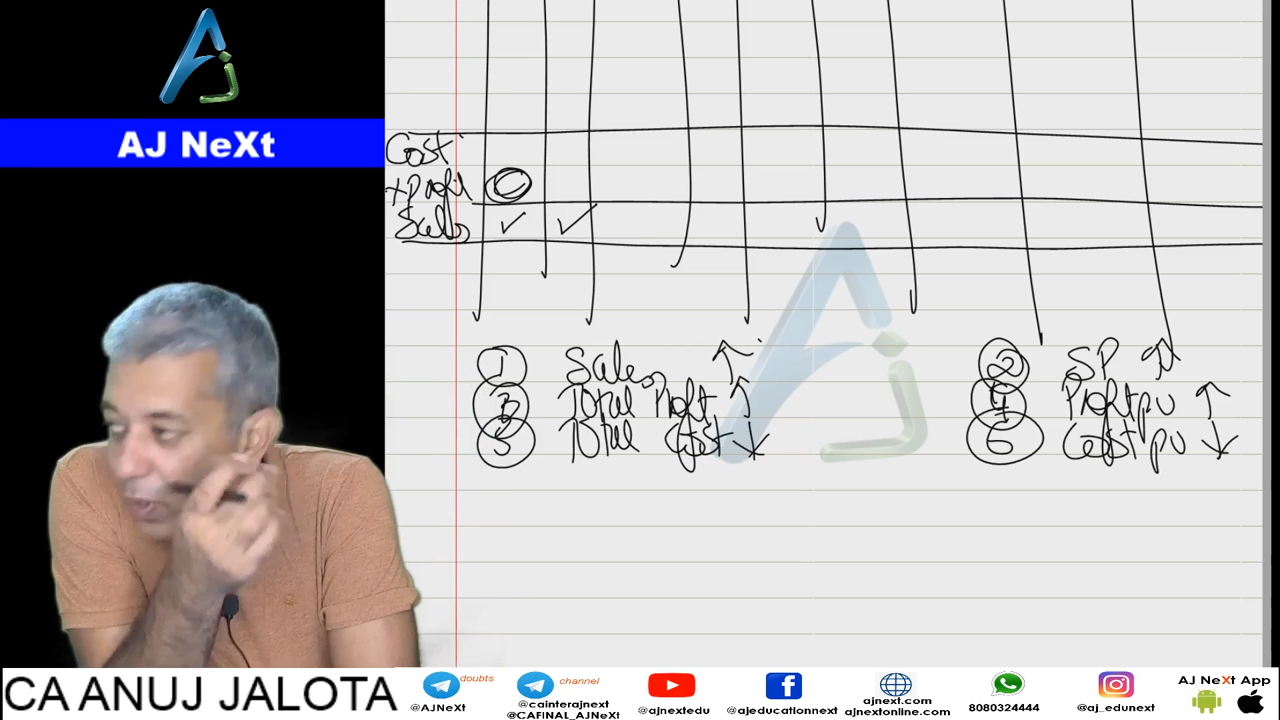 AJ NeXt
Cost
+Profit
Sales
① Sales ↑
② SP ↑
③ Total Profit ↑
④ Profit pu ↑
⑤ Total Cost ↓
⑥ Cost pu ↓
CA ANUJ JALOTA
doubts
@AJNeXt
channel
@cainterajnext
@CAFINAL_AJNeXt
@ajnextedu
@ajeducationnext
ajnext.com
ajnextonline.com
8080324444
@aj_edunext
AJ NeXt App